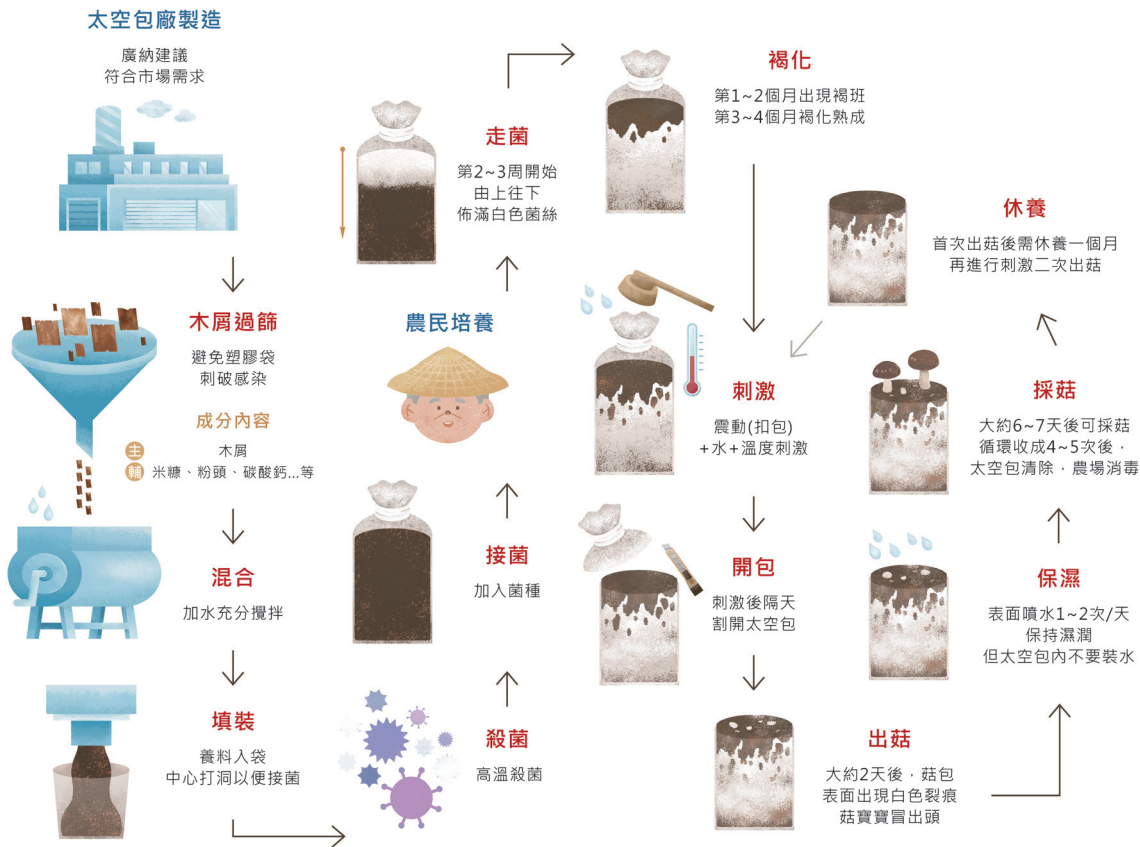 太空包廠製造
廣納建議
符合市場需求
木屑過篩
避免塑膠袋
刺破感染
成分內容
主 木屑
輔 米糠、粉頭、碳酸鈣...等
混合
加水充分攪拌
填裝
養料入袋
中心打洞以便接菌
殺菌
高溫殺菌
接菌
加入菌種
農民培養
走菌
第2~3周開始
由上往下
佈滿白色菌絲
褐化
第1~2個月出現褐班
第3~4個月褐化熟成
刺激
震動(扣包)
+水+溫度刺激
開包
刺激後隔天
割開太空包
出菇
大約2天後，菇包
表面出現白色裂痕
菇寶寶冒出頭
保濕
表面噴水1~2次/天
保持濕潤
但太空包內不要裝水
採菇
大約6~7天後可採菇
循環收成4~5次後，
太空包清除，農場消毒
休養
首次出菇後需休養一個月
再進行刺激二次出菇